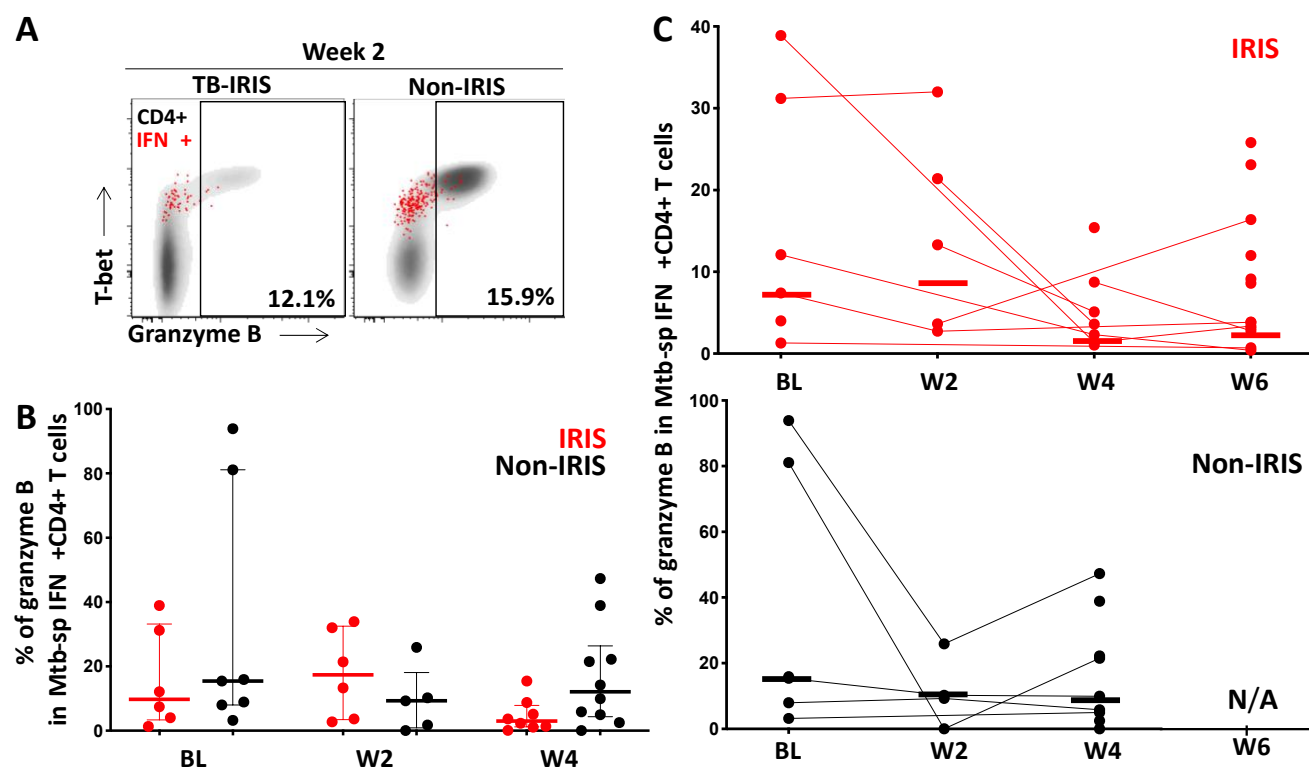 A
Week 2
TB-IRIS
Non-IRIS
CD4+
IFN +
12.1%
15.9%
T-bet
Granzyme B
B
% of granzyme B
in Mtb-sp IFN +CD4+ T cells
100
80
60
40
20
0
IRIS
Non-IRIS
BL
W2
W4
C
% of granzyme B in Mtb-sp IFN +CD4+ T cells
40
30
20
10
0
IRIS
BL
W2
W4
W6
100
80
60
40
20
0
Non-IRIS
N/A
BL
W2
W4
W6